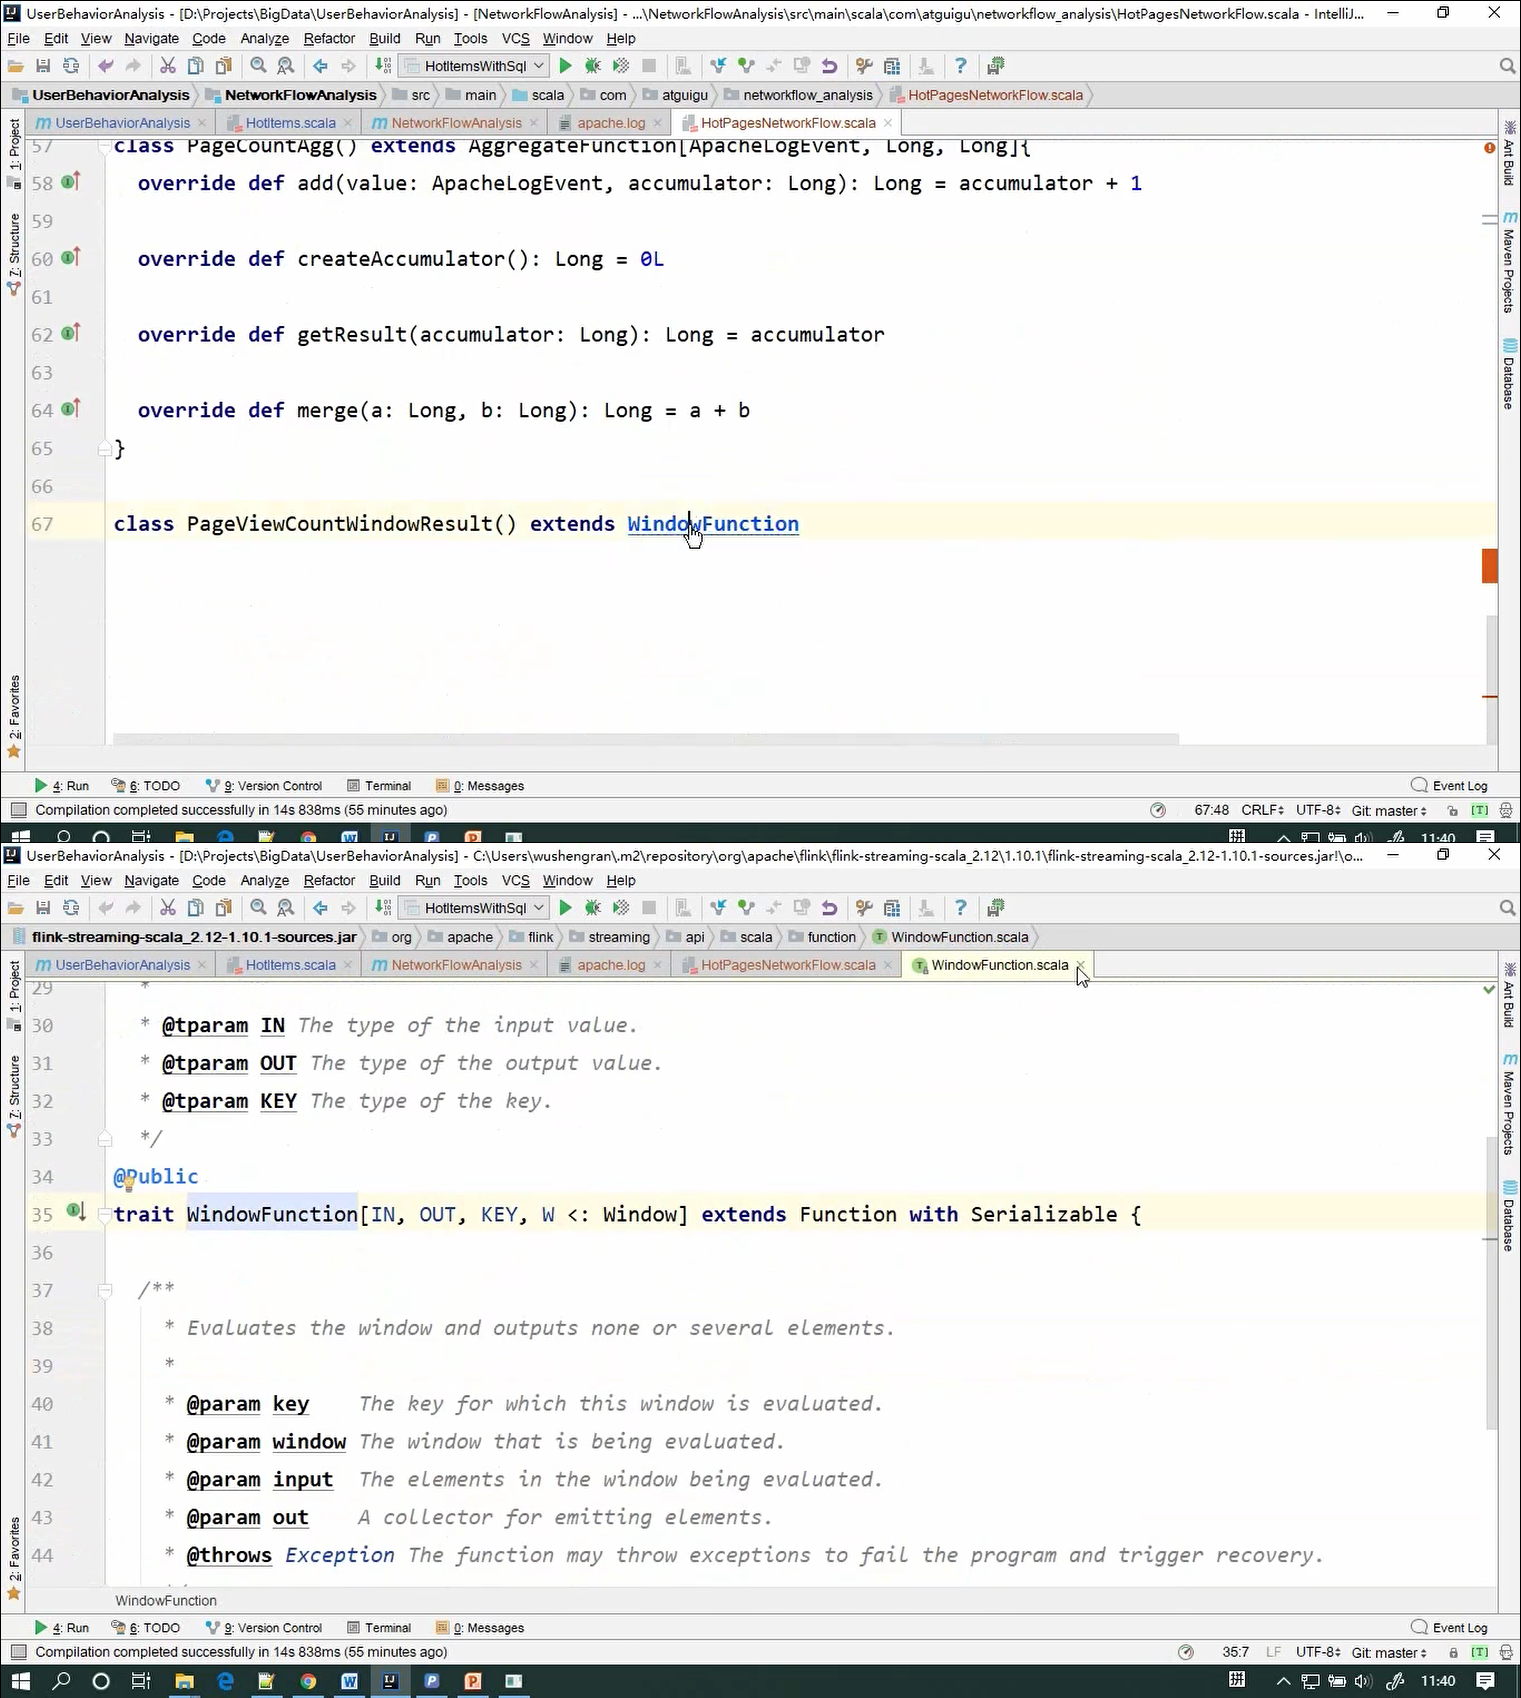 UserBehaviorAnalysis - [D:\Projects\BigData\UserBehaviorAnalysis] - [NetworkFlowAnalysis] - ...\NetworkFlowAnalysis\src\main\scala\com\atguigu\networkflow_analysis\HotPagesNetworkFlow.scala - IntelliJ...
File Edit View Navigate Code Analyze Refactor Build Run Tools VCS Window Help
HotItemsWithSql
UserBehaviorAnalysis NetworkFlowAnalysis src main scala com atguigu networkflow_analysis HotPagesNetworkFlow.scala
UserBehaviorAnalysis HotItems.scala NetworkFlowAnalysis apache.log HotPagesNetworkFlow.scala
1: Project
7: Structure
2: Favorites
Ant Build
Maven Projects
Database
57 class PageCountAgg() extends AggregateFunction[ApacheLogEvent, Long, Long]{
58 override def add(value: ApacheLogEvent, accumulator: Long): Long = accumulator + 1
59
60 override def createAccumulator(): Long = 0L
61
62 override def getResult(accumulator: Long): Long = accumulator
63
64 override def merge(a: Long, b: Long): Long = a + b
65 }
66
67 class PageViewCountWindowResult() extends WindowFunction
4: Run 6: TODO 9: Version Control Terminal 0: Messages Event Log
Compilation completed successfully in 14s 838ms (55 minutes ago) 67:48 CRLF UTF-8 Git: master [T]
11:40
UserBehaviorAnalysis - [D:\Projects\BigData\UserBehaviorAnalysis] - C:\Users\wushengran\.m2\repository\org\apache\flink\flink-streaming-scala_2.12\1.10.1\flink-streaming-scala_2.12-1.10.1-sources.jar!\o...
File Edit View Navigate Code Analyze Refactor Build Run Tools VCS Window Help
HotItemsWithSql
flink-streaming-scala_2.12-1.10.1-sources.jar org apache flink streaming api scala function WindowFunction.scala
UserBehaviorAnalysis HotItems.scala NetworkFlowAnalysis apache.log HotPagesNetworkFlow.scala WindowFunction.scala
1: Project
7: Structure
2: Favorites
Ant Build
Maven Projects
Database
29 *
30 * @tparam IN The type of the input value.
31 * @tparam OUT The type of the output value.
32 * @tparam KEY The type of the key.
33 */
34 @Public
35 trait WindowFunction[IN, OUT, KEY, W <: Window] extends Function with Serializable {
36
37 /**
38 * Evaluates the window and outputs none or several elements.
39 *
40 * @param key The key for which this window is evaluated.
41 * @param window The window that is being evaluated.
42 * @param input The elements in the window being evaluated.
43 * @param out A collector for emitting elements.
44 * @throws Exception The function may throw exceptions to fail the program and trigger recovery.
WindowFunction
4: Run 6: TODO 9: Version Control Terminal 0: Messages Event Log
Compilation completed successfully in 14s 838ms (55 minutes ago) 35:7 LF UTF-8 Git: master [T]
拼 11:40